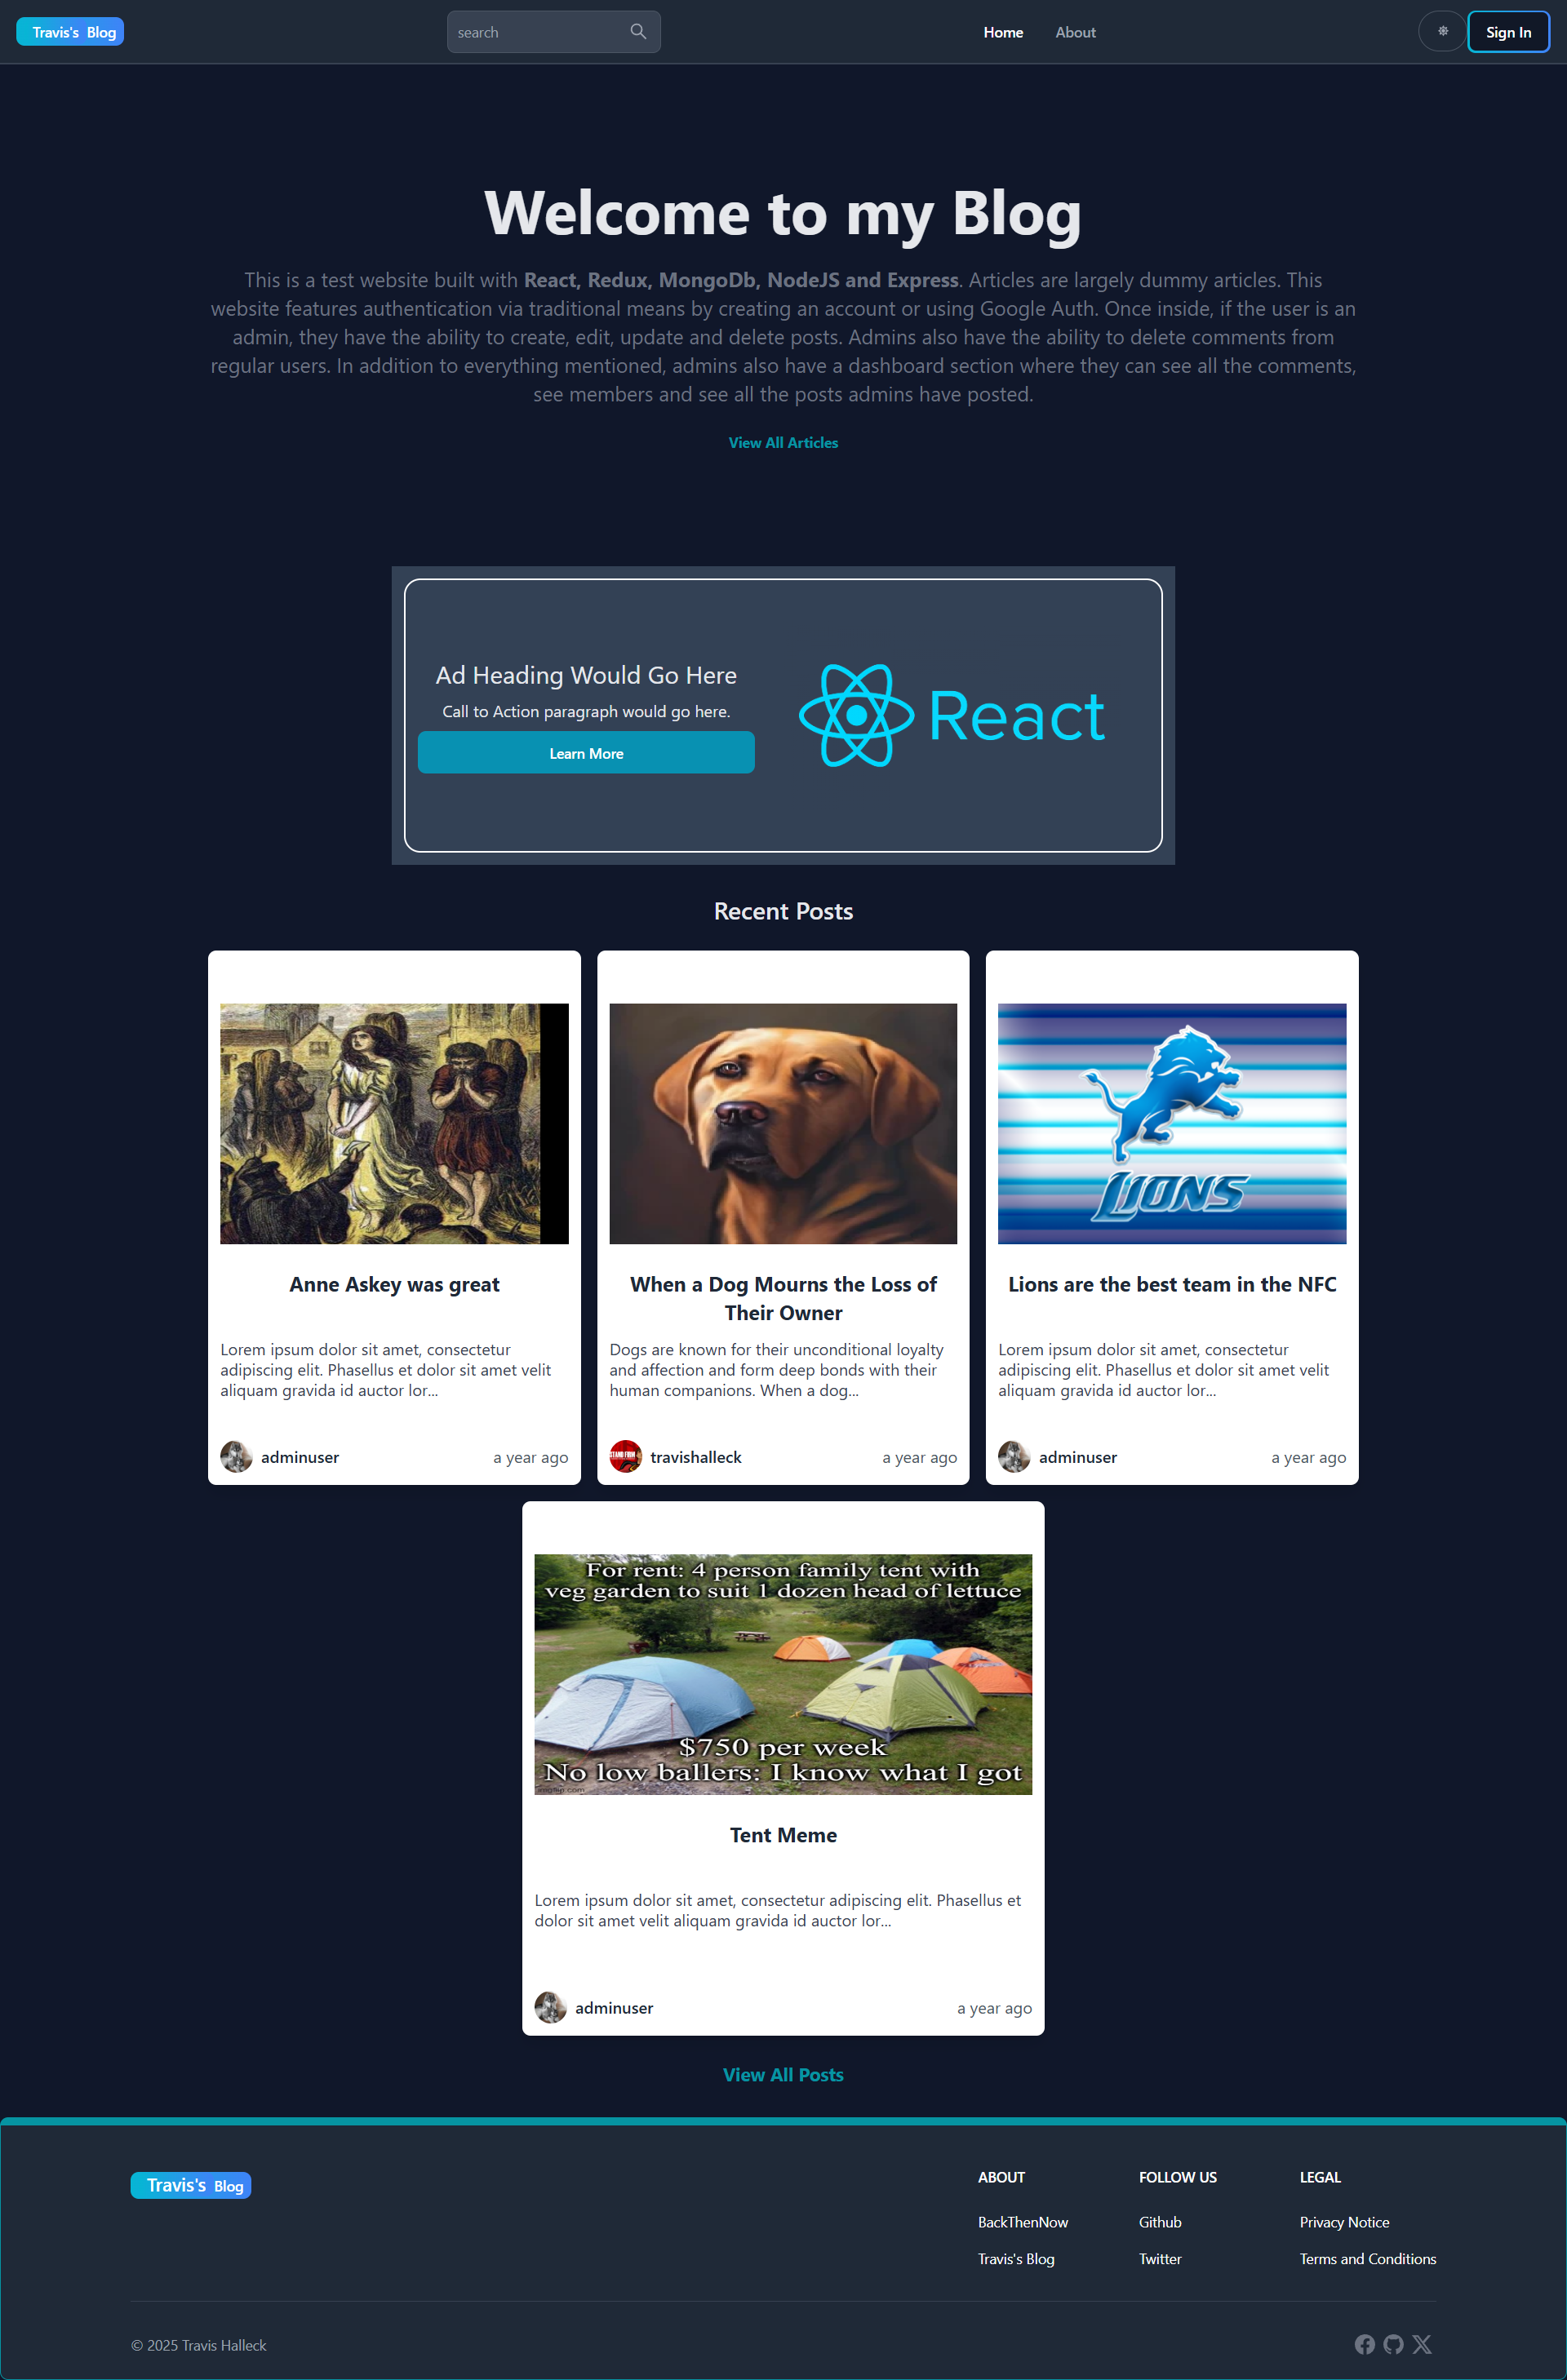 Travis's Blog
search
Home
About
Sign In
Welcome to my Blog
This is a test website built with React, Redux, MongoDb, NodeJS and Express. Articles are largely dummy articles. This
website features authentication via traditional means by creating an account or using Google Auth. Once inside, if the user is an
admin, they have the ability to create, edit, update and delete posts. Admins also have the ability to delete comments from
regular users. In addition to everything mentioned, admins also have a dashboard section where they can see all the comments,
see members and see all the posts admins have posted.
View All Articles
Ad Heading Would Go Here
Call to Action paragraph would go here.
Learn More
React
Recent Posts
Anne Askey was great
Lorem ipsum dolor sit amet, consectetur
adipiscing elit. Phasellus et dolor sit amet velit
aliquam gravida id auctor lor...
adminuser
a year ago
When a Dog Mourns the Loss of
Their Owner
Dogs are known for their unconditional loyalty
and affection and form deep bonds with their
human companions. When a dog...
STAND FIRM
travishalleck
a year ago
LIONS
Lions are the best team in the NFC
Lorem ipsum dolor sit amet, consectetur
adipiscing elit. Phasellus et dolor sit amet velit
aliquam gravida id auctor lor...
adminuser
a year ago
For rent: 4 person family tent with
veg garden to suit 1 dozen head of lettuce
$750 per week
No low ballers: I know what I got
imgflip.com
Tent Meme
Lorem ipsum dolor sit amet, consectetur adipiscing elit. Phasellus et
dolor sit amet velit aliquam gravida id auctor lor...
adminuser
a year ago
View All Posts
Travis's Blog
ABOUT
BackThenNow
Travis's Blog
FOLLOW US
Github
Twitter
LEGAL
Privacy Notice
Terms and Conditions
© 2025 Travis Halleck